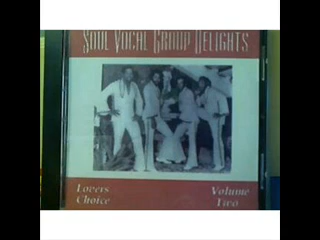 Soul Vocal Group Delights
Lovers
Choice
Volume
Two